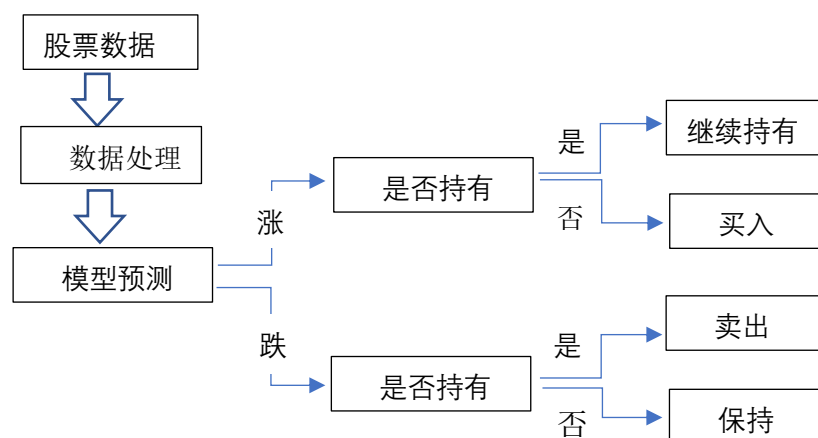 股票数据
数据处理
模型预测
涨
是否持有
是
继续持有
否
买入
跌
是否持有
是
卖出
否
保持